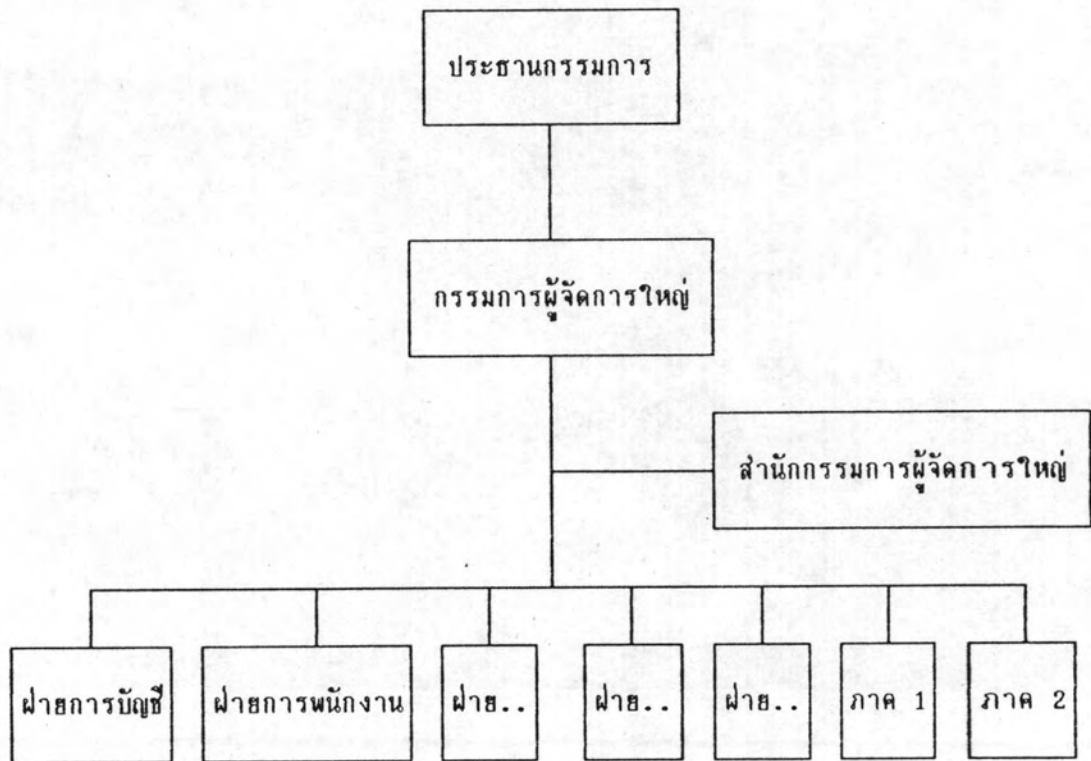 ประธานกรรมการ
กรรมการผู้จัดการใหญ่
สำนักกรรมการผู้จัดการใหญ่
ฝ่ายการบัญชี
ฝ่ายการพนักงาน
ฝ่าย..
ฝ่าย..
ฝ่าย..
ภาค 1
ภาค 2